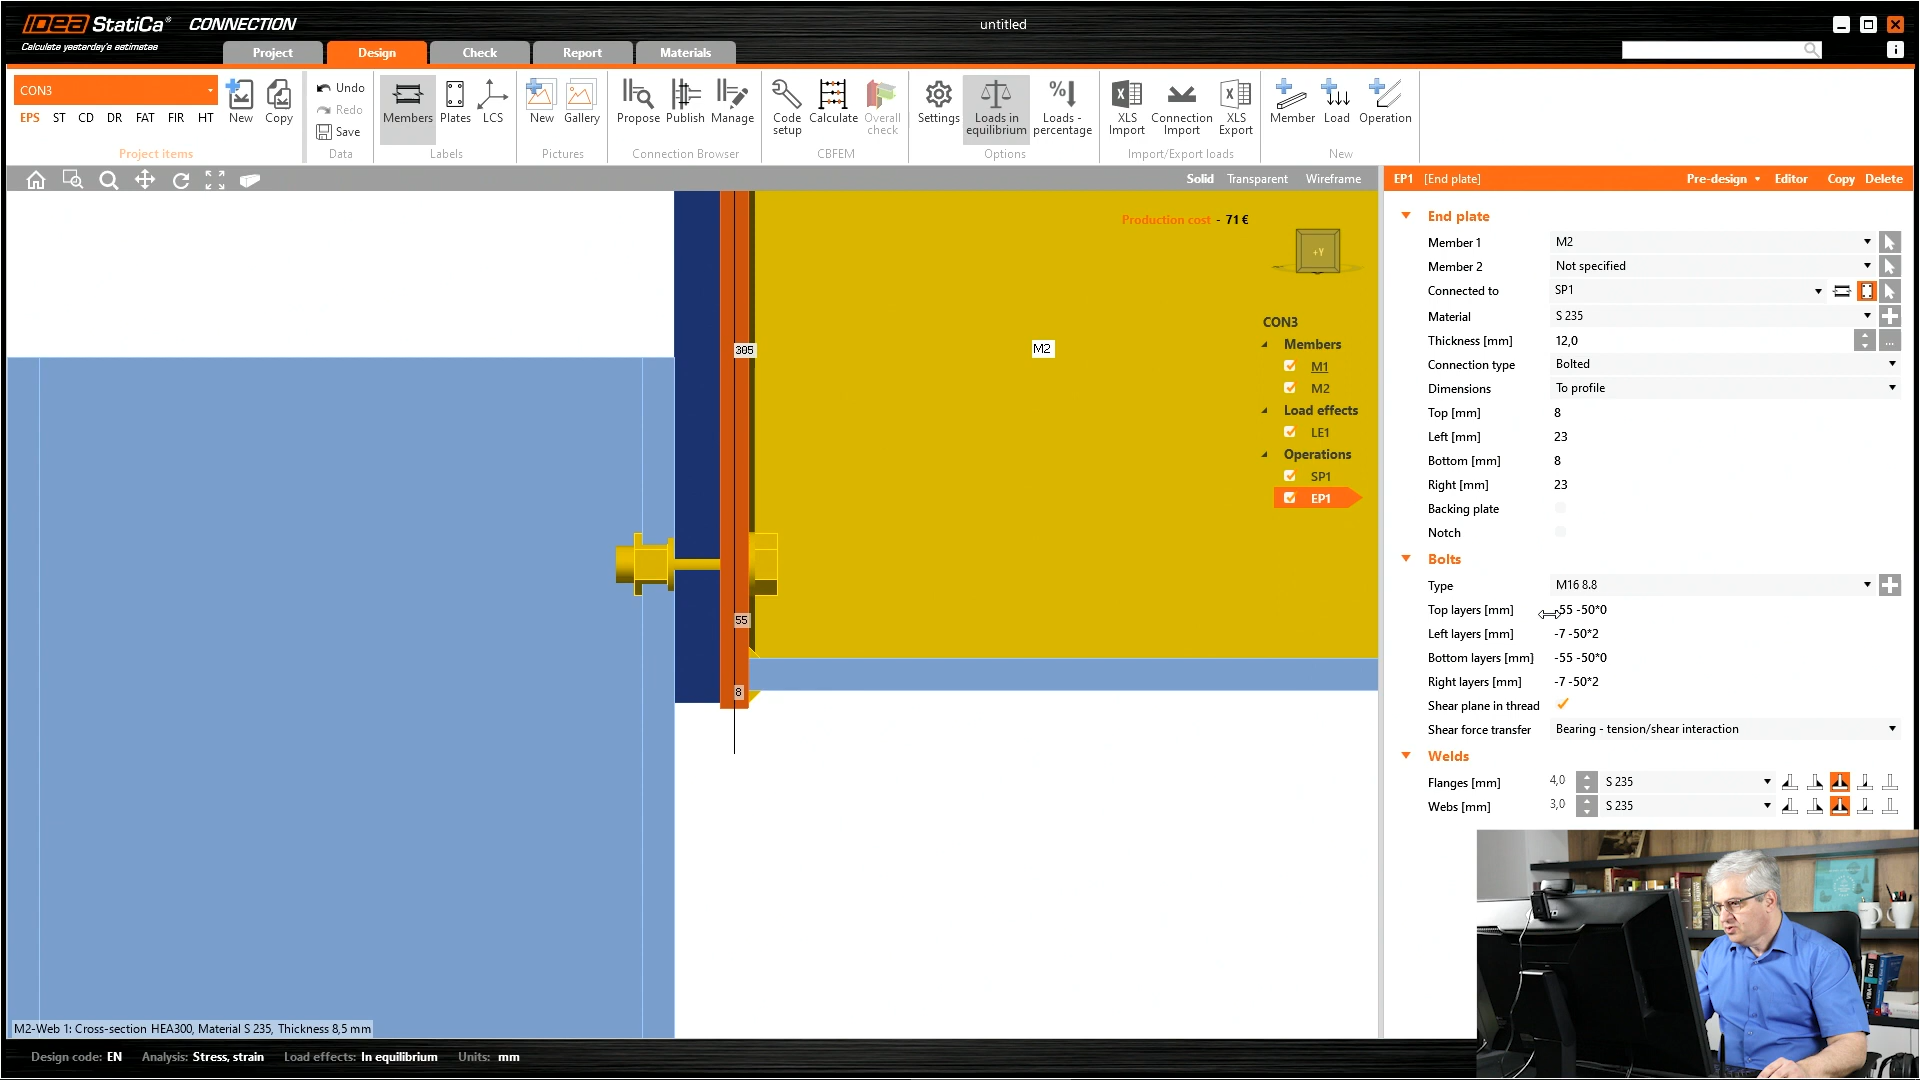 IDEA StatiCa® CONNECTION
Calculate yesterday's estimates
untitled
Project Design Check Report Materials
CON3
EPS ST CD DR FAT FIR HT
New Copy
Project items
Undo
Redo
Save
Data
Members Plates LCS
Labels
New Gallery
Pictures
Propose Publish Manage
Connection Browser
Code setup Calculate Overall check
CBFEM
Settings Loads in equilibrium Loads - percentage
Options
XLS Import Connection Import XLS Export
Import/Export loads
Member Load Operation
New
Solid Transparent Wireframe
EP1 [End plate] Pre-design Editor Copy Delete
Production cost - 71 €
+Y
305
M2
55
8
CON3
Members
M1
M2
Load effects
LE1
Operations
SP1
EP1
End plate
Member 1 M2
Member 2 Not specified
Connected to SP1
Material S 235
Thickness [mm] 12,0
Connection type Bolted
Dimensions To profile
Top [mm] 8
Left [mm] 23
Bottom [mm] 8
Right [mm] 23
Backing plate
Notch
Bolts
Type M16 8.8
Top layers [mm] 55 -50*0
Left layers [mm] -7 -50*2
Bottom layers [mm] -55 -50*0
Right layers [mm] -7 -50*2
Shear plane in thread
Shear force transfer Bearing - tension/shear interaction
Welds
Flanges [mm] 4,0 S 235
Webs [mm] 3,0 S 235
M2-Web 1: Cross-section HEA300, Material S 235, Thickness 8,5 mm
Design code: EN Analysis: Stress, strain Load effects: In equilibrium Units: mm